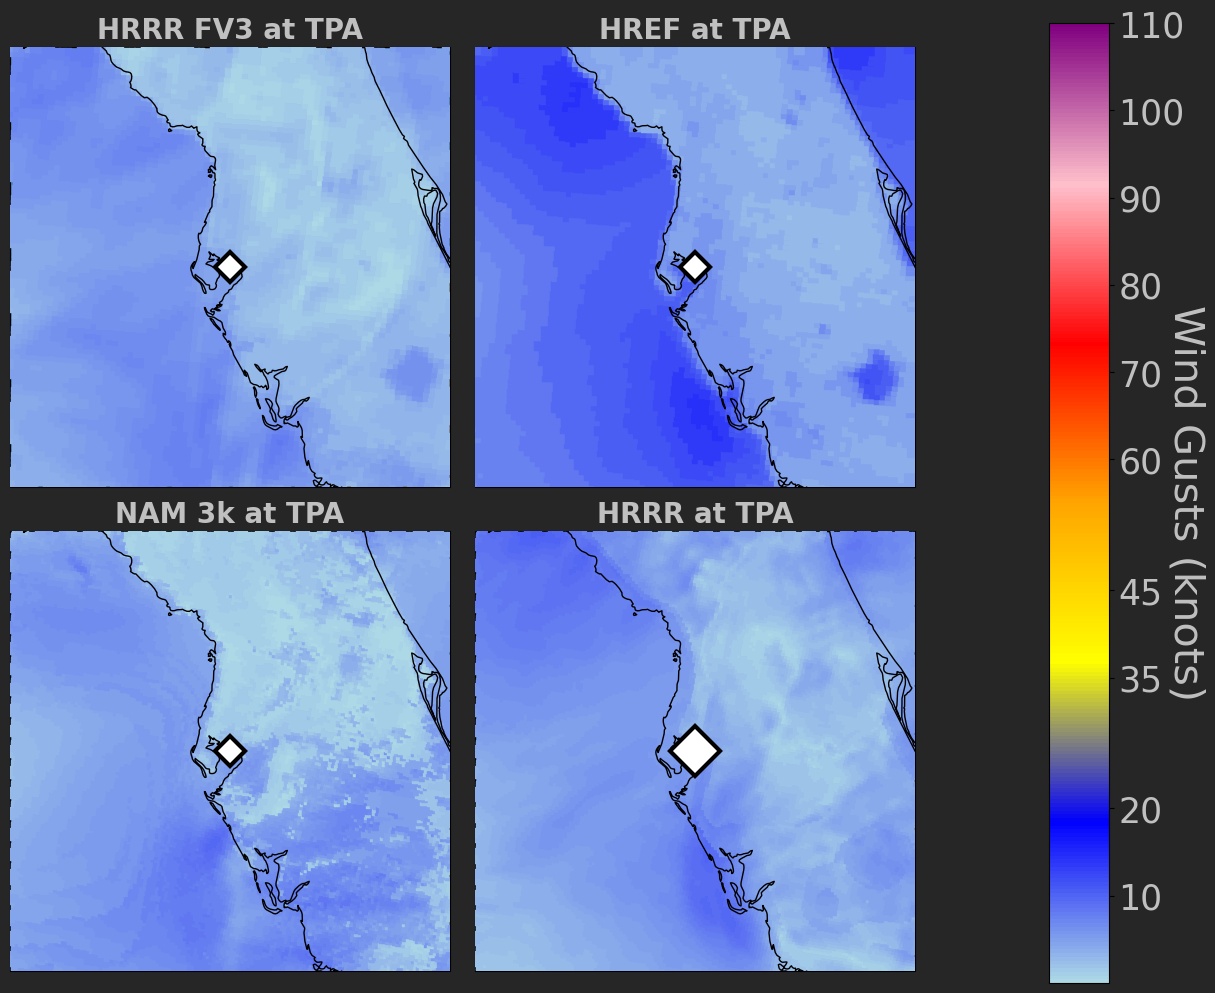 HRRR FV3 at TPA
HREF at TPA
NAM 3k at TPA
HRRR at TPA
110
100
90
80
70
60
45
35
20
10
Wind Gusts (knots)